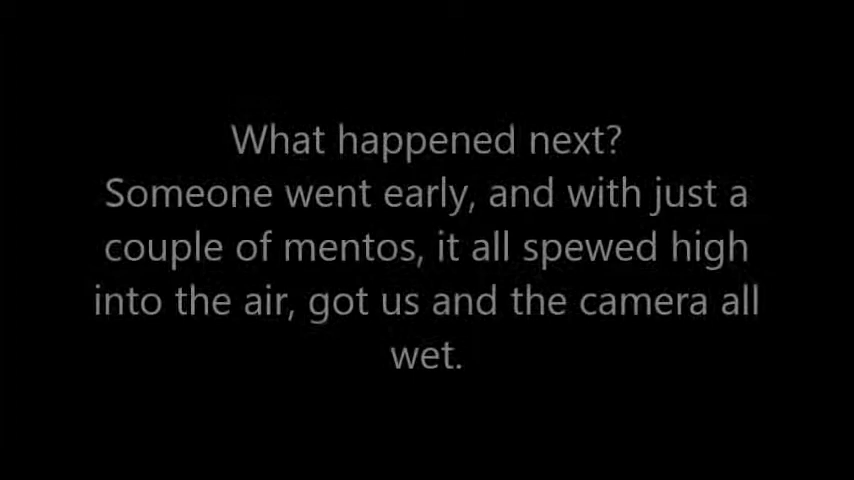 What happened next?
Someone went early, and with just a
couple of mentos, it all spewed high
into the air, got us and the camera all
wet.